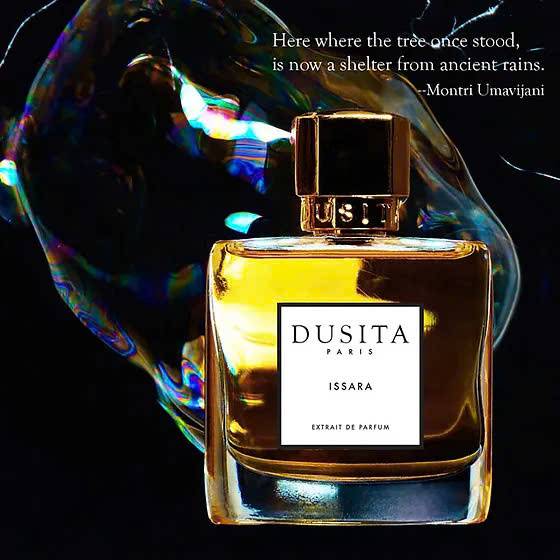 Here where the tree once stood,
is now a shelter from ancient rains.
--Montri Umavijani
DUSIT
DUSITA
PARIS
ISSARA
EXTRAIT DE PARFUM